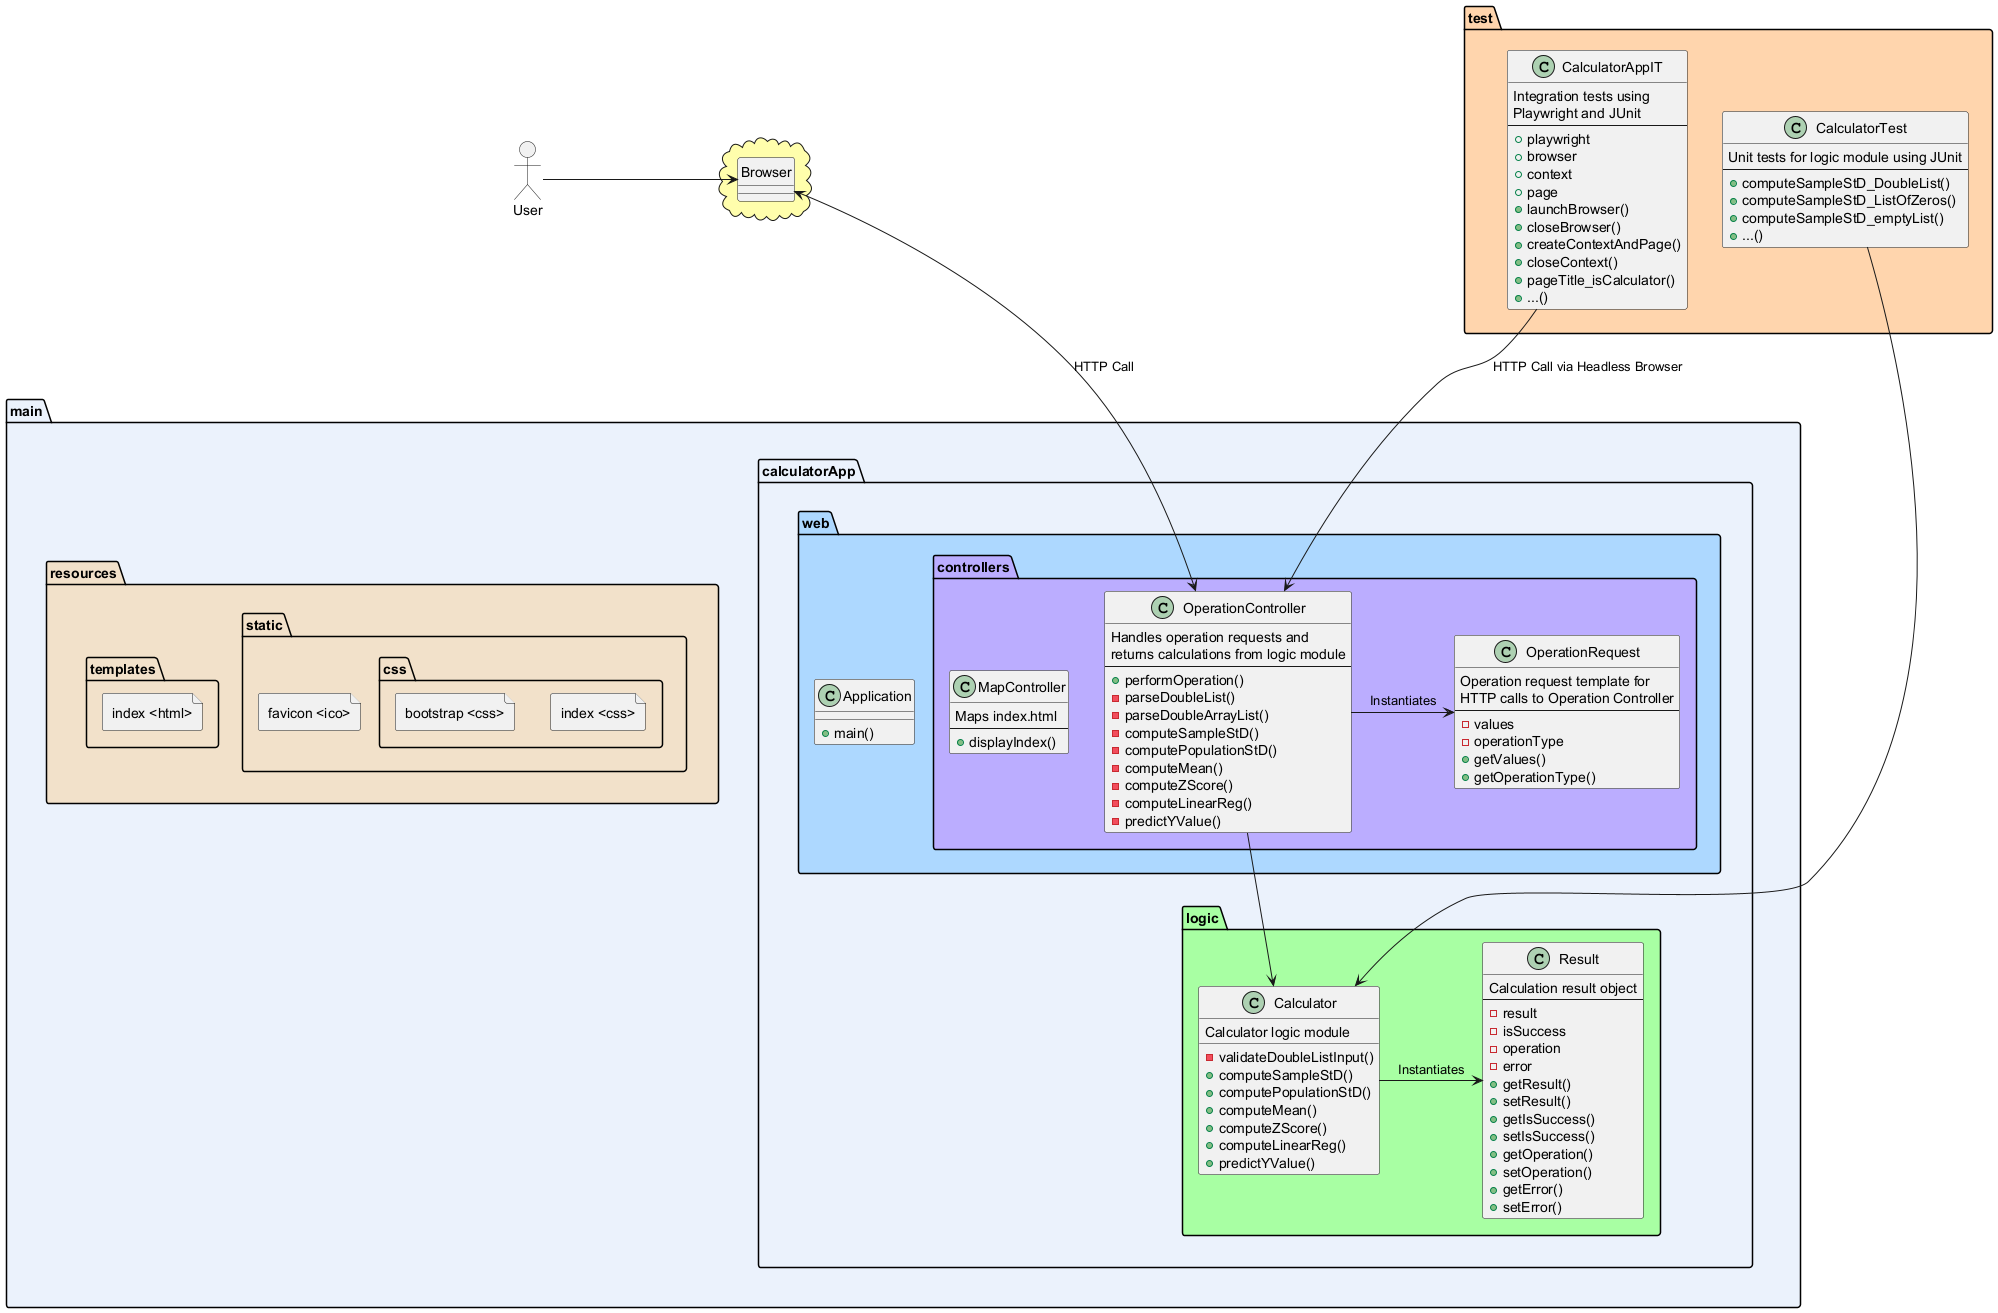 test
CalculatorAppIT
Integration tests using
Playwright and JUnit
playwright
browser
context
page
launchBrowser()
closeBrowser()
createContextAndPage()
closeContext()
pageTitle_isCalculator()
...()
CalculatorTest
Unit tests for logic module using JUnit
computeSampleStD_DoubleList()
computeSampleStD_ListOfZeros()
computeSampleStD_emptyList()
...()
User
Browser
HTTP Call
HTTP Call via Headless Browser
main
calculatorApp
web
controllers
resources
templates
index <html>
static
favicon <ico>
css
bootstrap <css>
index <css>
Application
main()
MapController
Maps index.html
displayIndex()
OperationController
Handles operation requests and
returns calculations from logic module
performOperation()
parseDoubleList()
parseDoubleArrayList()
computeSampleStD()
computePopulationStD()
computeMean()
computeZScore()
computeLinearReg()
predictYValue()
Instantiates
OperationRequest
Operation request template for
HTTP calls to Operation Controller
values
operationType
getValues()
getOperationType()
logic
Calculator
Calculator logic module
validateDoubleListInput()
computeSampleStD()
computePopulationStD()
computeMean()
computeZScore()
computeLinearReg()
predictYValue()
Instantiates
Result
Calculation result object
result
isSuccess
operation
error
getResult()
setResult()
getIsSuccess()
setIsSuccess()
getOperation()
setOperation()
getError()
setError()